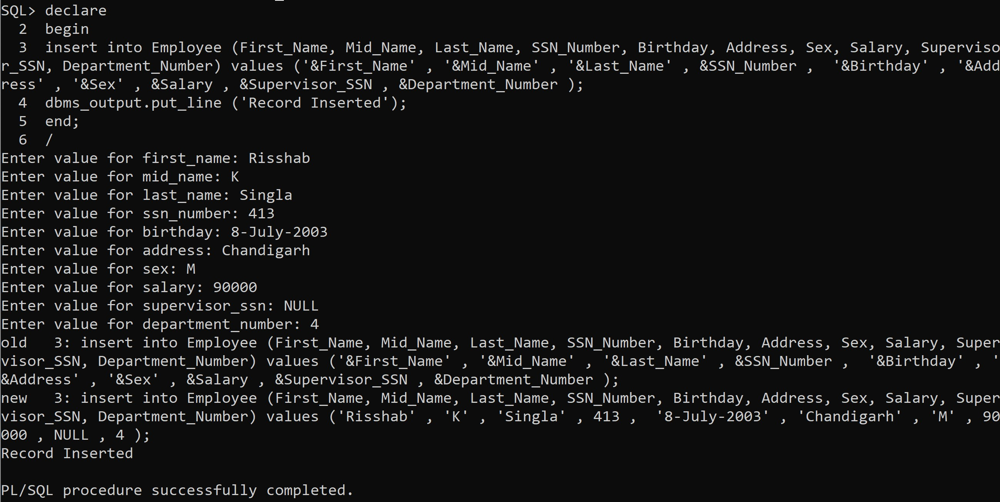 SQL> declare
  2  begin
  3  insert into Employee (First_Name, Mid_Name, Last_Name, SSN_Number, Birthday, Address, Sex, Salary, Superviso
r_SSN, Department_Number) values ('&First_Name' , '&Mid_Name' , '&Last_Name' , &SSN_Number ,  '&Birthday' , '&Add
ress' , '&Sex' , &Salary , &Supervisor_SSN , &Department_Number );
  4  dbms_output.put_line ('Record Inserted');
  5  end;
  6  /
Enter value for first_name: Risshab
Enter value for mid_name: K
Enter value for last_name: Singla
Enter value for ssn_number: 413
Enter value for birthday: 8-July-2003
Enter value for address: Chandigarh
Enter value for sex: M
Enter value for salary: 90000
Enter value for supervisor_ssn: NULL
Enter value for department_number: 4
old   3: insert into Employee (First_Name, Mid_Name, Last_Name, SSN_Number, Birthday, Address, Sex, Salary, Super
visor_SSN, Department_Number) values ('&First_Name' , '&Mid_Name' , '&Last_Name' , &SSN_Number ,  '&Birthday' , '
&Address' , '&Sex' , &Salary , &Supervisor_SSN , &Department_Number );
new   3: insert into Employee (First_Name, Mid_Name, Last_Name, SSN_Number, Birthday, Address, Sex, Salary, Super
visor_SSN, Department_Number) values ('Risshab' , 'K' , 'Singla' , 413 ,  '8-July-2003' , 'Chandigarh' , 'M' , 90
000 , NULL , 4 );
Record Inserted

PL/SQL procedure successfully completed.